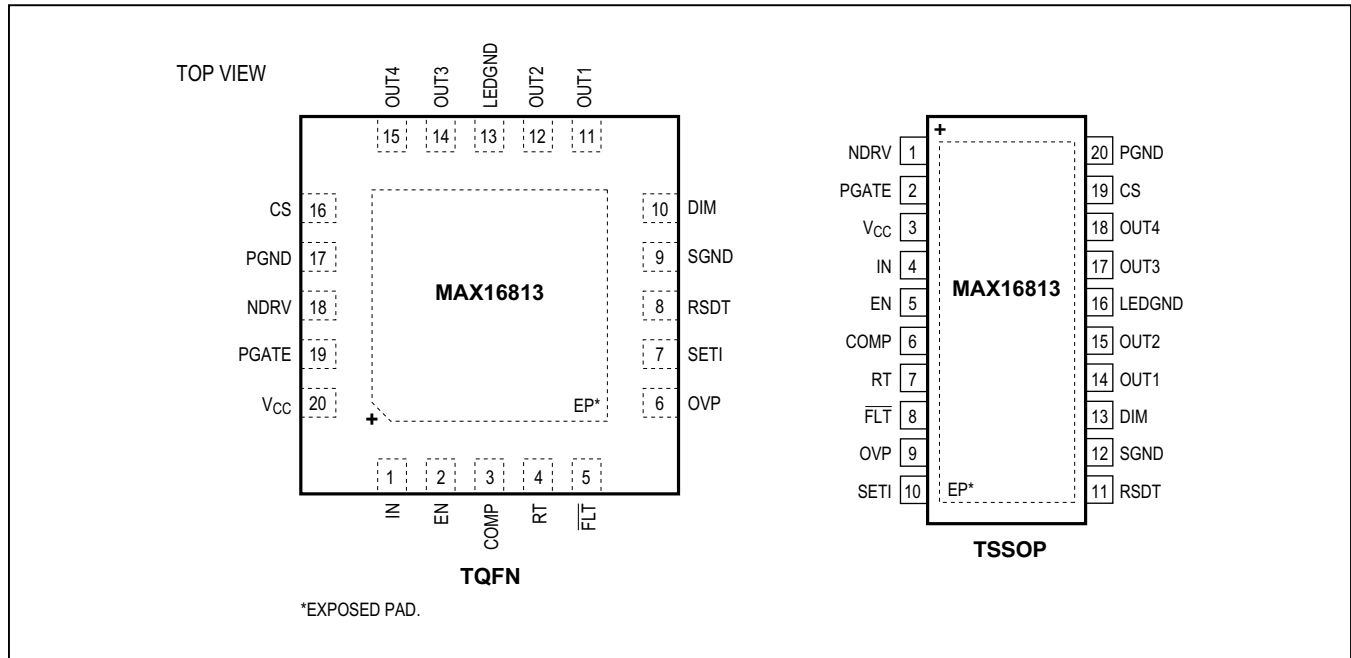 TOP VIEW
OUT4
OUT3
LEDGND
OUT2
OUT1
15
14
13
12
11
CS 16
PGND 17
NDRV 18
PGATE 19
VCC 20
MAX16813
EP*
+
10 DIM
9 SGND
8 RSDT
7 SETI
6 OVP
1
2
3
4
5
IN
EN
COMP
RT
FLT
TQFN
*EXPOSED PAD.
+
NDRV 1
PGATE 2
VCC 3
IN 4
EN 5
COMP 6
RT 7
FLT 8
OVP 9
SETI 10
MAX16813
EP*
20 PGND
19 CS
18 OUT4
17 OUT3
16 LEDGND
15 OUT2
14 OUT1
13 DIM
12 SGND
11 RSDT
TSSOP